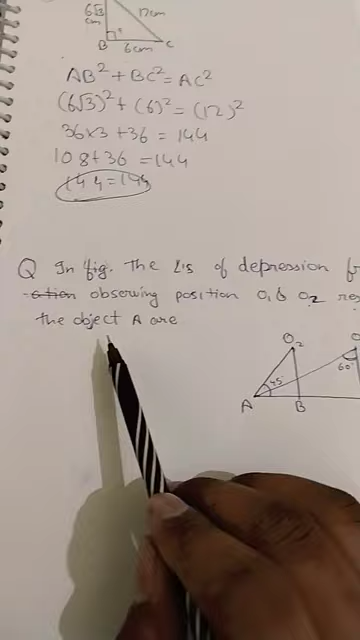 6√3 cm 12cm
B 6cm C
AB² + BC² = AC²
(6√3)² + (6)² = (12)²
36×3 + 36 = 144
108 + 36 = 144
144 = 144
Q In fig. The ∠s of depression
observing position O₁ & O₂
the object A are
O₂
45° 60°
A B